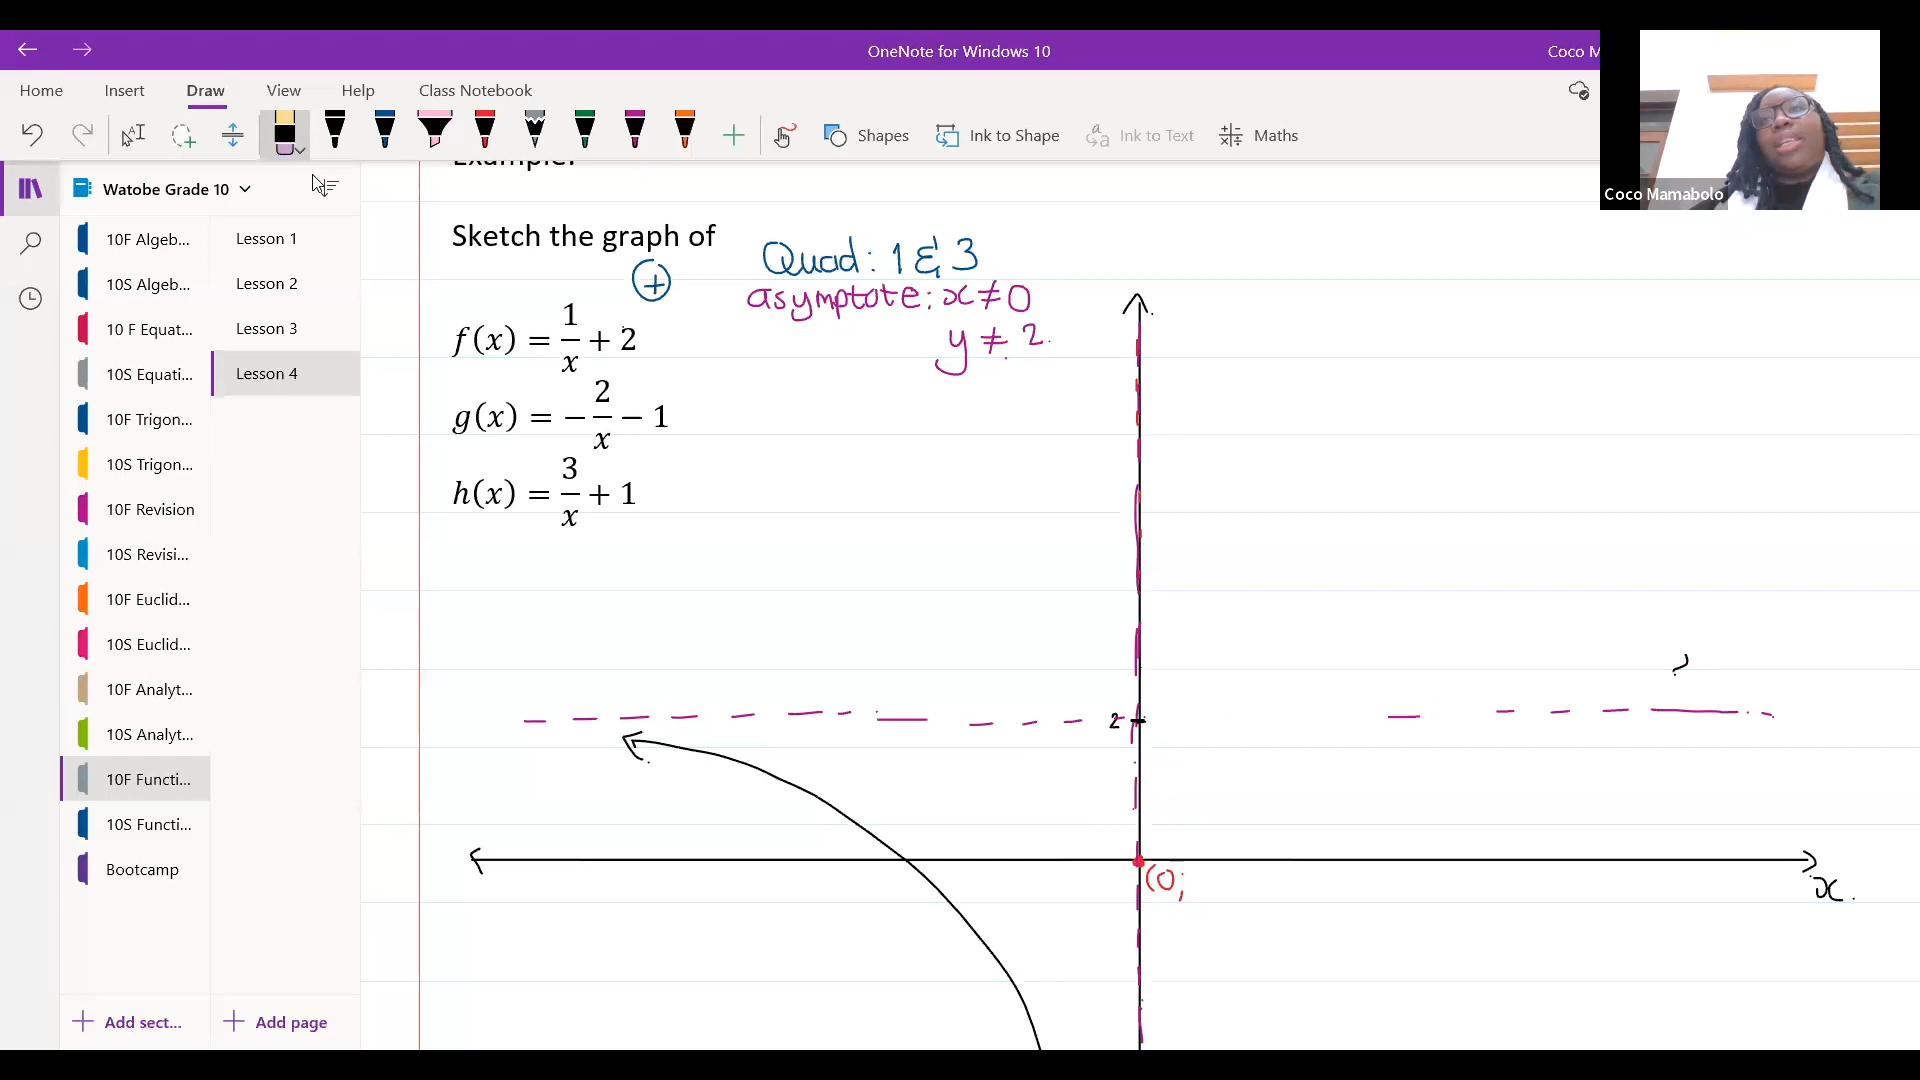 OneNote for Windows 10
Coco M
Home Insert Draw View Help Class Notebook
Shapes Ink to Shape Ink to Text Maths
Coco Mamabolo
Watobe Grade 10
10F Algeb...
10S Algeb...
10 F Equat...
10S Equati...
10F Trigon...
10S Trigon...
10F Revision
10S Revisi...
10F Euclid...
10S Euclid...
10F Analyt...
10S Analyt...
10F Functi...
10S Functi...
Bootcamp
Add sect...
Lesson 1
Lesson 2
Lesson 3
Lesson 4
Add page
Example:
Sketch the graph of
+
f(x) = 1/x + 2
g(x) = −2/x − 1
h(x) = 3/x + 1
Quad: 1 & 3
asymptote: x ≠ 0
y ≠ 2.
2
(0;
x.